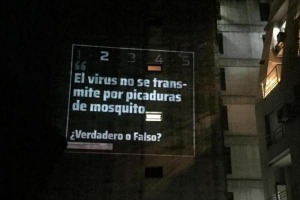 1 2 3 4 5
“
El virus no se trans-
mite por picaduras
de mosquito
¿Verdadero o Falso?